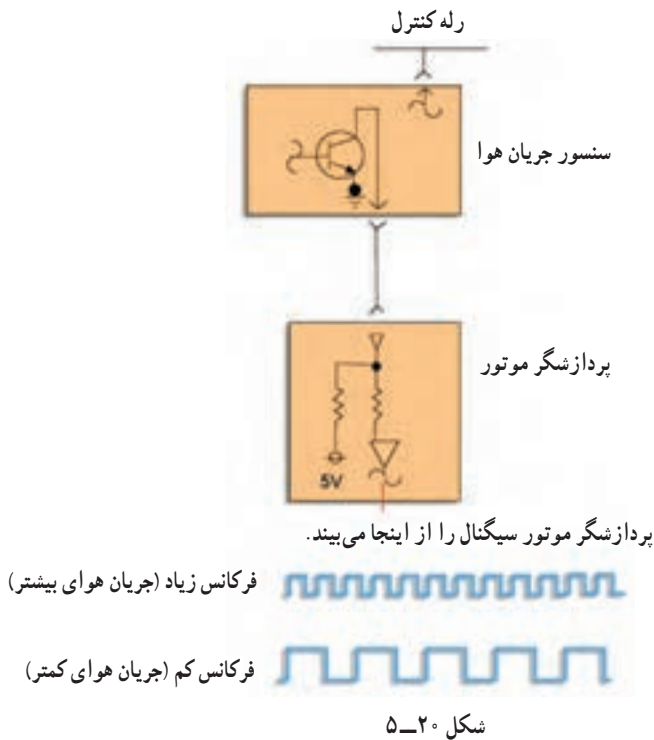 رله کنترل
سنسور جریان هوا
پردازشگر موتور
5V
پردازشگر موتور سیگنال را از اینجا می‌بیند.
فرکانس زیاد (جریان هوای بیشتر)
فرکانس کم (جریان هوای کمتر)
شکل ۲۰ــ۵